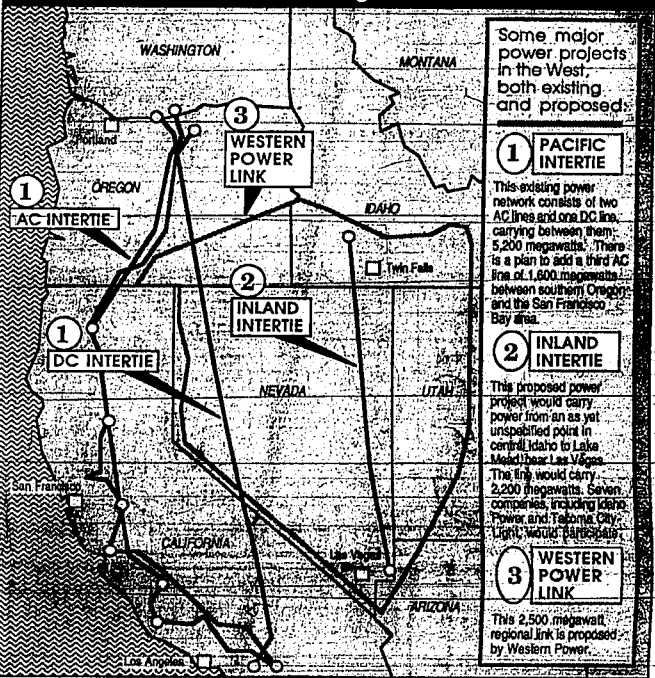 WASHINGTON
MONTANA
Portland
3
WESTERN
POWER
LINK
1
OREGON
AC INTERTIE
IDAHO
Twin Falls
2
INLAND
INTERTIE
1
DC INTERTIE
NEVADA
UTAH
San Francisco
CALIFORNIA
Las Vegas
ARIZONA
Los Angeles
Some major
power projects
in the West,
both existing
and proposed:
1
PACIFIC
INTERTIE
This existing power
network consists of two
AC lines and one DC line,
carrying between them
5,200 megawatts. There
is a plan to add a third AC
line of 1,600 megawatts
between southern Oregon
and the San Francisco
Bay area.
2
INLAND
INTERTIE
This proposed power
project would carry
power from an as yet
unspecified point in
central Idaho to Lake
Mead, near Las Vegas.
The line would carry
2,200 megawatts. Seven
companies, including Idaho
Power and Tacoma City
Light, would participate.
3
WESTERN
POWER
LINK
This 2,500 megawatt
regional link is proposed
by Western Power.